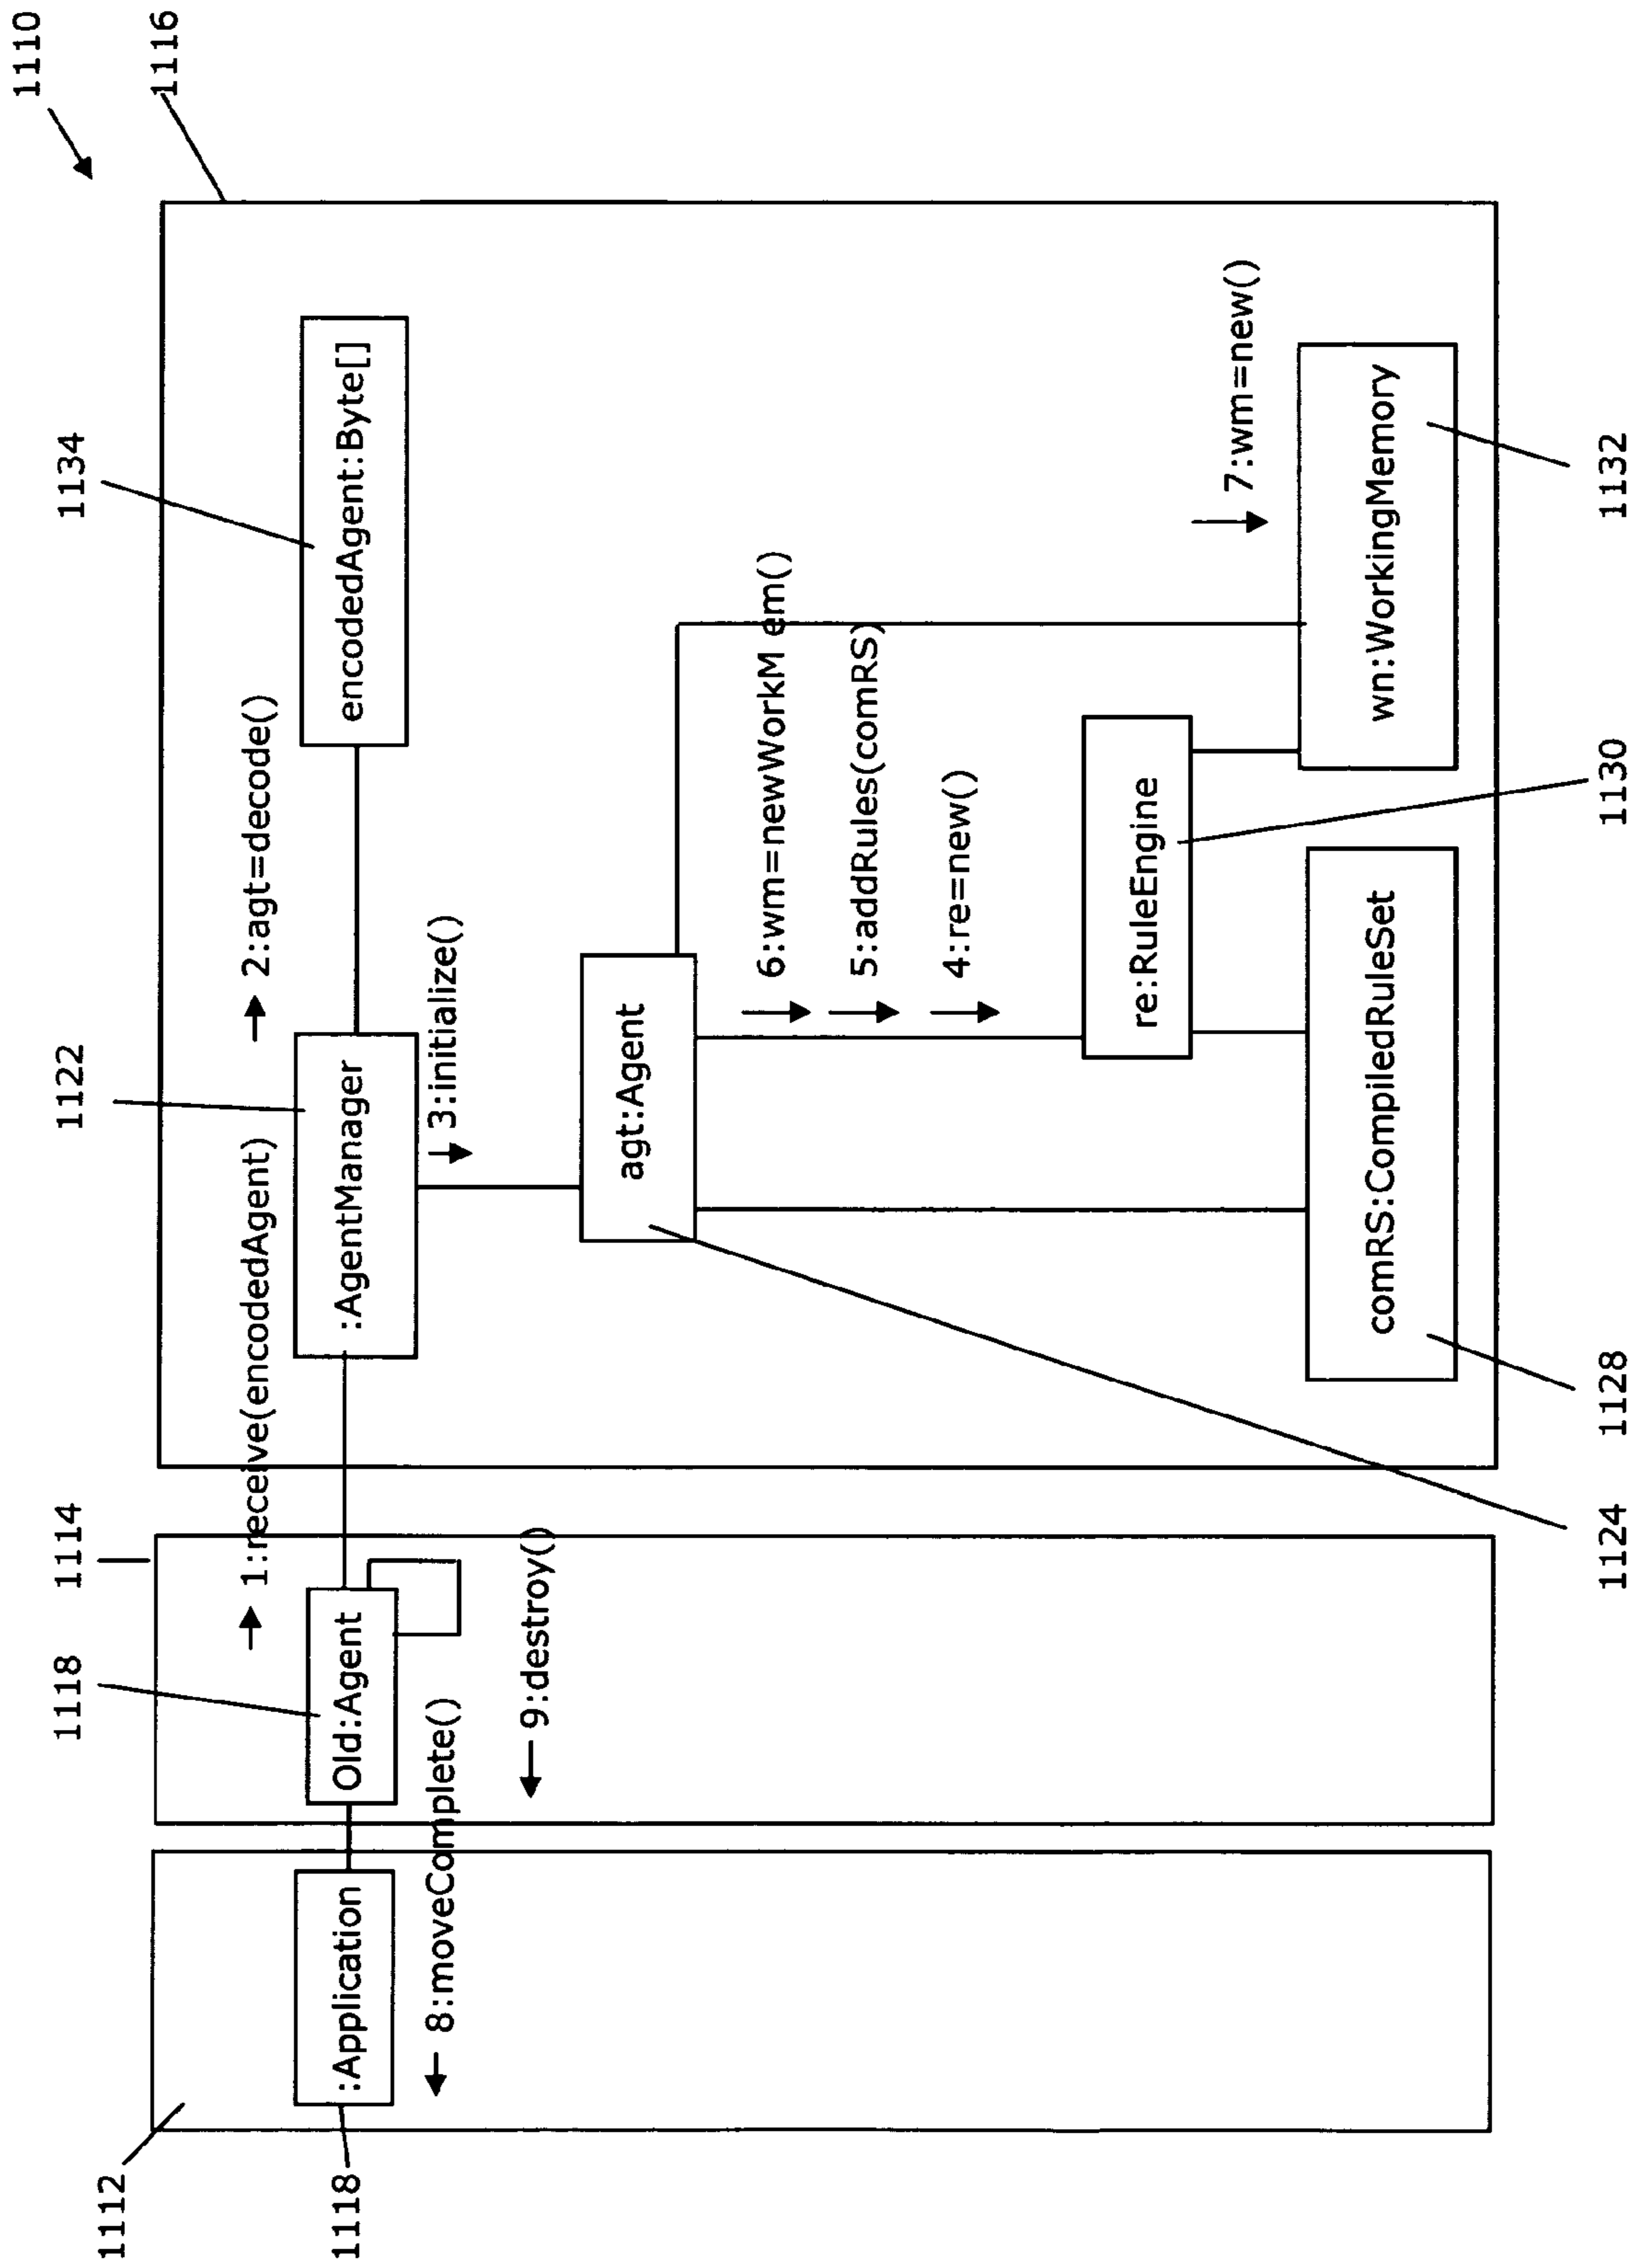 1110
1116
1134
1122
1114
1118
1112
1118
1:receive(encodedAgent)
2:agt=decode()
:Application
Old:Agent
:AgentManager
encodedAgent:Byte[]
8:moveComplete()
3:initialize()
9:destroy()
agt:Agent
6:wm=newWorkM em()
5:addRules(comRS)
4:re=new()
re:RuleEngine
7:wm=new()
comRS:CompiledRuleSet
wn:WorkingMemory
1124
1128
1130
1132